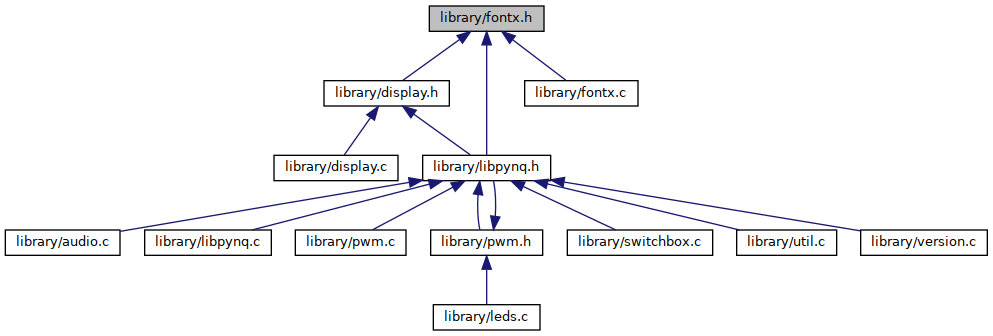 library/fontx.h
library/display.h
library/fontx.c
library/display.c
library/libpynq.h
library/audio.c
library/libpynq.c
library/pwm.c
library/pwm.h
library/switchbox.c
library/util.c
library/version.c
library/leds.c